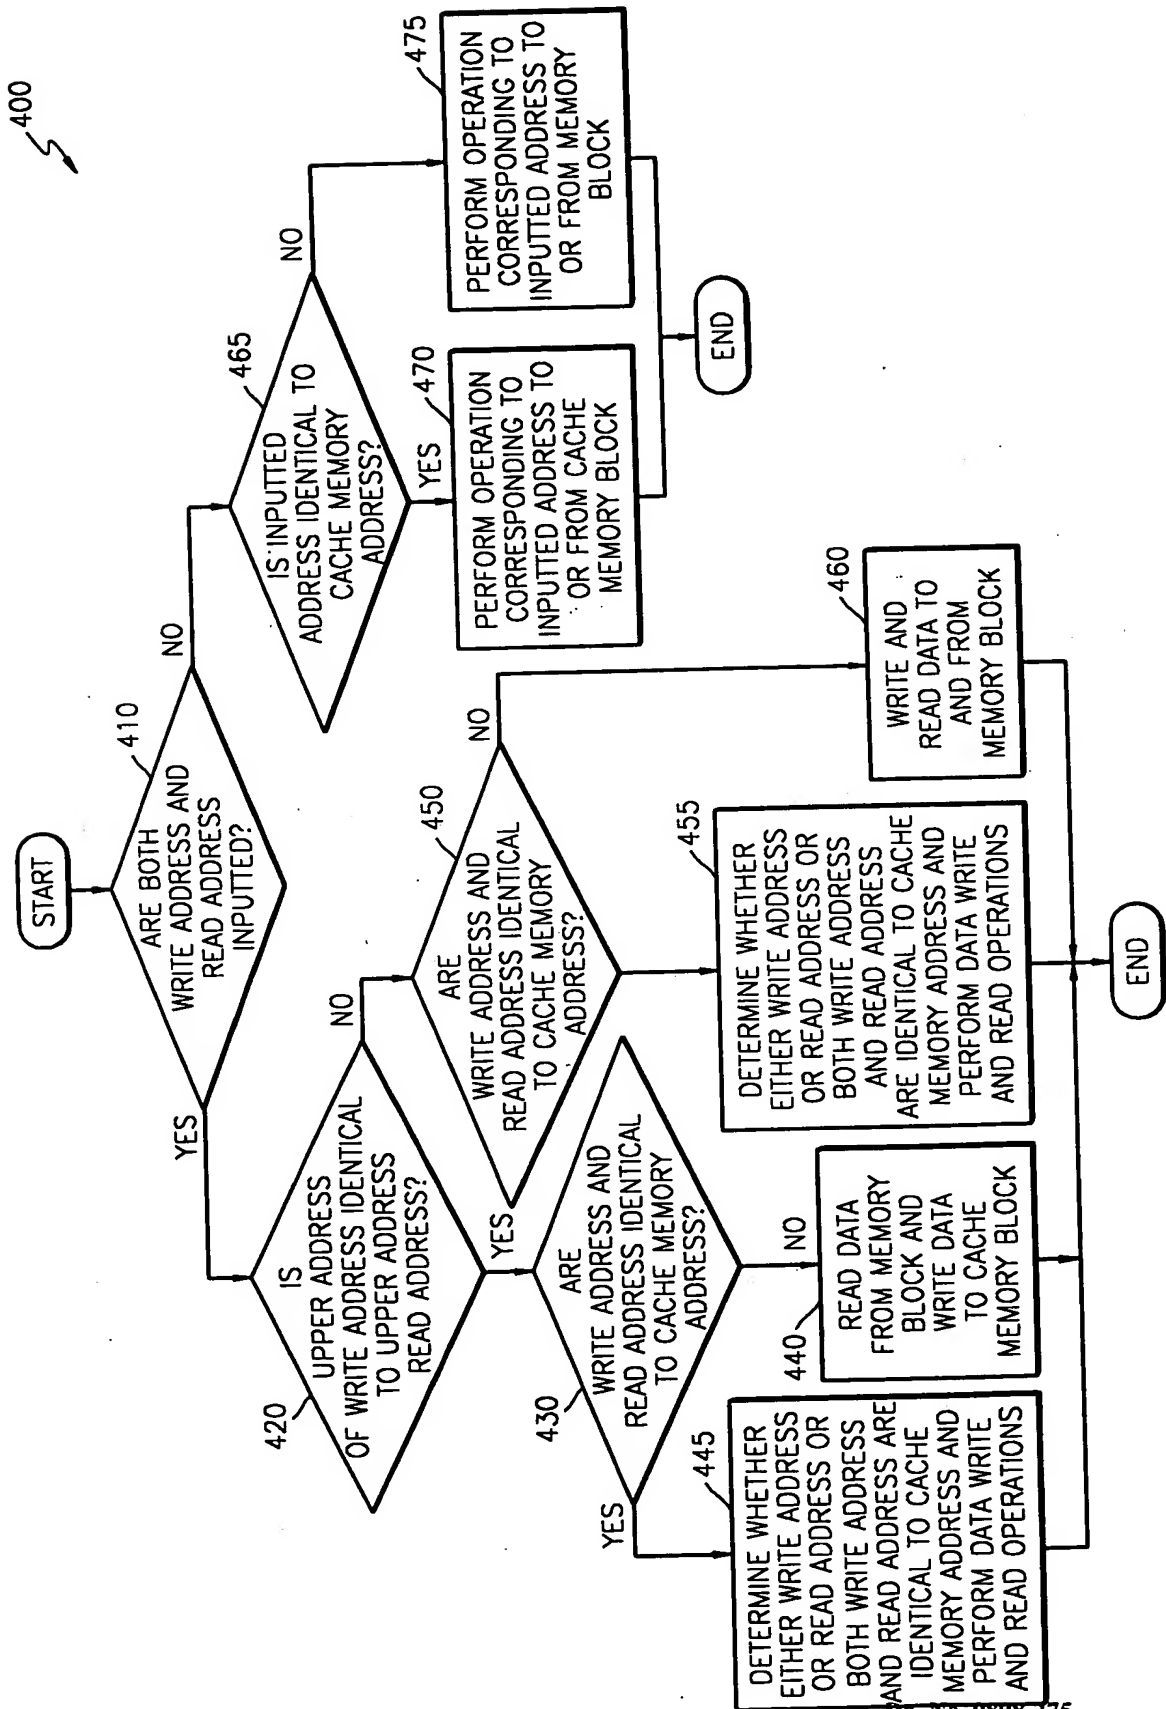 400
START
410
ARE BOTH
WRITE ADDRESS AND
READ ADDRESS
INPUTTED?
YES
NO
420
IS
UPPER ADDRESS
OF WRITE ADDRESS IDENTICAL
TO UPPER ADDRESS
READ ADDRESS?
NO
YES
430
ARE
WRITE ADDRESS AND
READ ADDRESS IDENTICAL
TO CACHE MEMORY
ADDRESS?
YES
NO
445
DETERMINE WHETHER
EITHER WRITE ADDRESS
OR READ ADDRESS OR
BOTH WRITE ADDRESS
AND READ ADDRESS ARE
IDENTICAL TO CACHE
MEMORY ADDRESS AND
PERFORM DATA WRITE
AND READ OPERATIONS
440
READ DATA
FROM MEMORY
BLOCK AND
WRITE DATA
TO CACHE
MEMORY BLOCK
450
ARE
WRITE ADDRESS AND
READ ADDRESS IDENTICAL
TO CACHE MEMORY
ADDRESS?
NO
455
DETERMINE WHETHER
EITHER WRITE ADDRESS
OR READ ADDRESS OR
BOTH WRITE ADDRESS
AND READ ADDRESS
ARE IDENTICAL TO CACHE
MEMORY ADDRESS AND
PERFORM DATA WRITE
AND READ OPERATIONS
460
WRITE AND
READ DATA TO
AND FROM
MEMORY BLOCK
END
465
IS INPUTTED
ADDRESS IDENTICAL TO
CACHE MEMORY
ADDRESS?
YES
NO
470
PERFORM OPERATION
CORRESPONDING TO
INPUTTED ADDRESS TO
OR FROM CACHE
MEMORY BLOCK
475
PERFORM OPERATION
CORRESPONDING TO
INPUTTED ADDRESS TO
OR FROM MEMORY
BLOCK
END